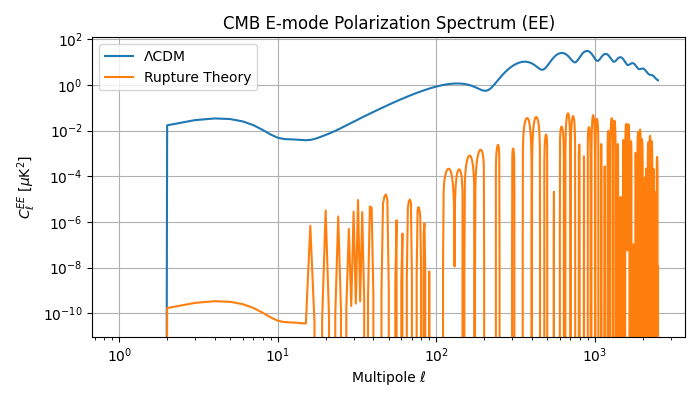 CMB E-mode Polarization Spectrum (EE)
ΛCDM
Rupture Theory
C_ℓ^{EE} [μK²]
10²
10⁰
10⁻²
10⁻⁴
10⁻⁶
10⁻⁸
10⁻¹⁰
10⁰
10¹
10²
10³
Multipole ℓ